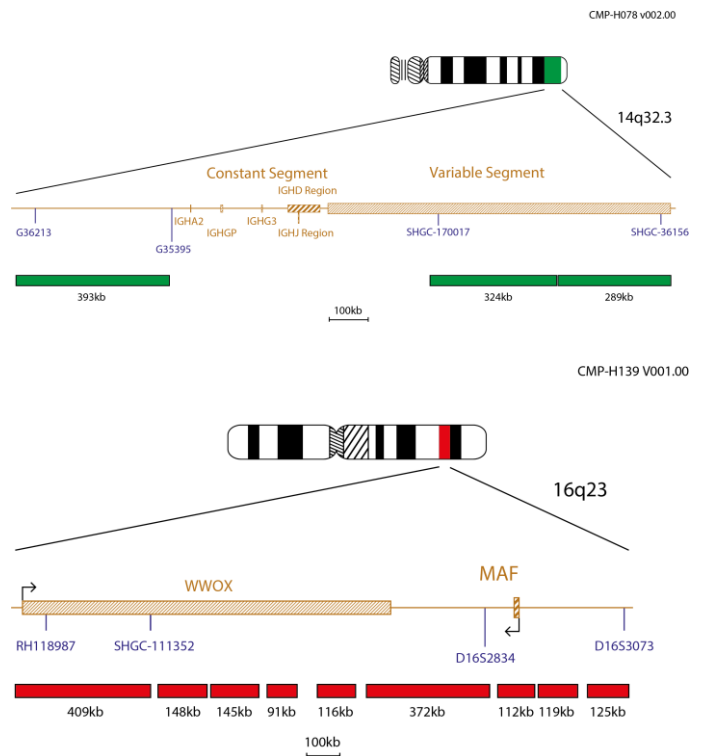 CMP-H078 v002.00
14q32.3
Constant Segment Variable Segment
IGHD Region
IGHA2 IGHG3
G36213 IGHGP IGHJ Region SHGC-170017 SHGC-36156
G35395
393kb 324kb 289kb
100kb
CMP-H139 V001.00
16q23
MAF
WWOX
RH118987 SHGC-111352
D16S2834 D16S3073
409kb 148kb 145kb 91kb 116kb 372kb 112kb 119kb 125kb
100kb